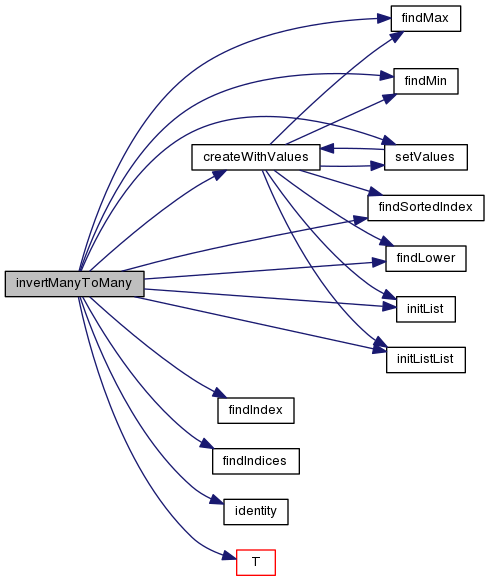 findMax
findMin
createWithValues
setValues
findSortedIndex
findLower
invertManyToMany
initList
initListList
findIndex
findIndices
identity
T